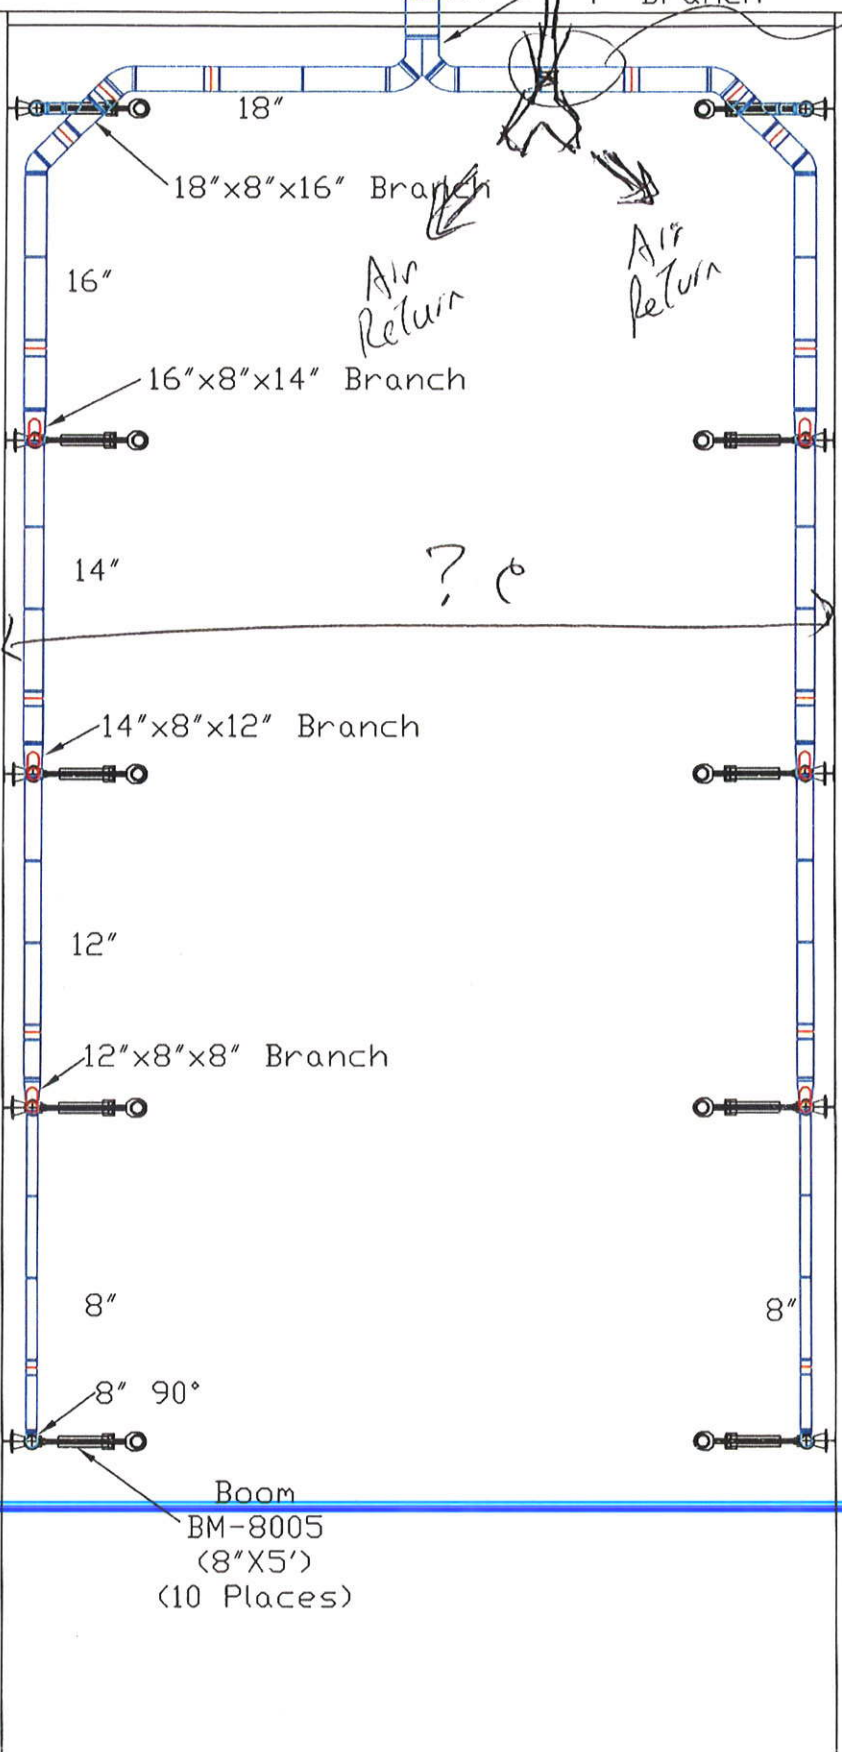 Branch
18"
18"x8"x16" Branch
Air
Return
Air
Return
16"
16"x8"x14" Branch
14"
?
14"x8"x12" Branch
12"
12"x8"x8" Branch
8"
8"
8" 90°
Boom
BM-8005
(8"X5')
(10 Places)